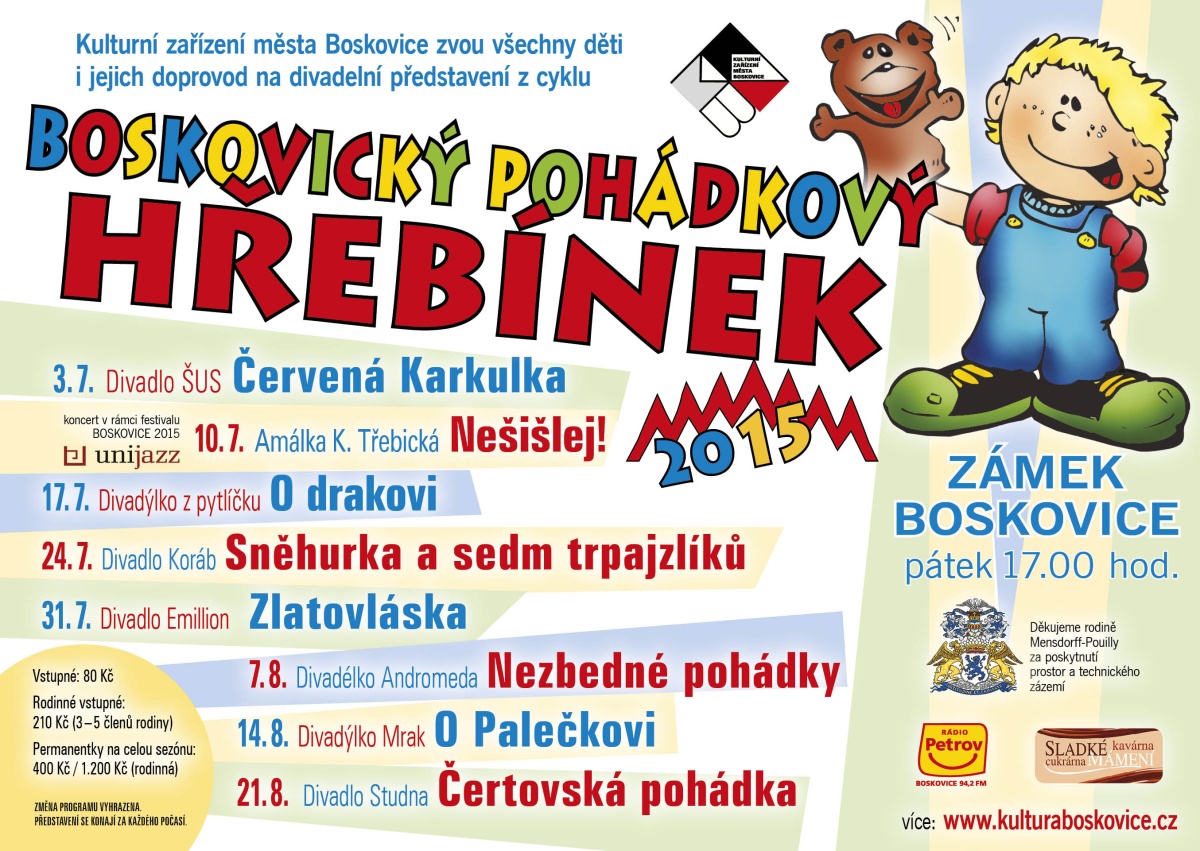 Kulturní zařízení města Boskovice zvou všechny děti
i jejich doprovod na divadelní představení z cyklu
KULTURNÍ
ZAŘÍZENÍ
MĚSTA
BOSKOVICE
BOSKOVICKÝ POHÁDKOVÝ
HŘEBÍNEK
2015
3.7. Divadlo ŠUS Červená Karkulka
koncert v rámci festivalu
BOSKOVICE 2015
unijazz
10.7. Amálka K. Třebická Nešišlej!
17.7. Divadýlko z pytlíčku O drakovi
24.7. Divadlo Koráb Sněhurka a sedm trpajzlíků
31.7. Divadlo Emillion Zlatovláska
7.8. Divadélko Andromeda Nezbedné pohádky
14.8. Divadýlko Mrak O Palečkovi
21.8. Divadlo Studna Čertovská pohádka
Vstupné: 80 Kč
Rodinné vstupné:
210 Kč (3–5 členů rodiny)
Permanentky na celou sezónu:
400 Kč / 1.200 Kč (rodinná)
ZMĚNA PROGRAMU VYHRAZENA.
PŘEDSTAVENÍ SE KONAJÍ ZA KAŽDÉHO POČASÍ.
ZÁMEK
BOSKOVICE
pátek 17.00 hod.
Děkujeme rodině
Mensdorff-Pouilly
za poskytnutí
prostor a technického
zázemí
RÁDIO
Petrov
BOSKOVICE 94,2 FM
SLADKÉ kavárna
cukrárna MÁMENÍ
více: www.kulturaboskovice.cz